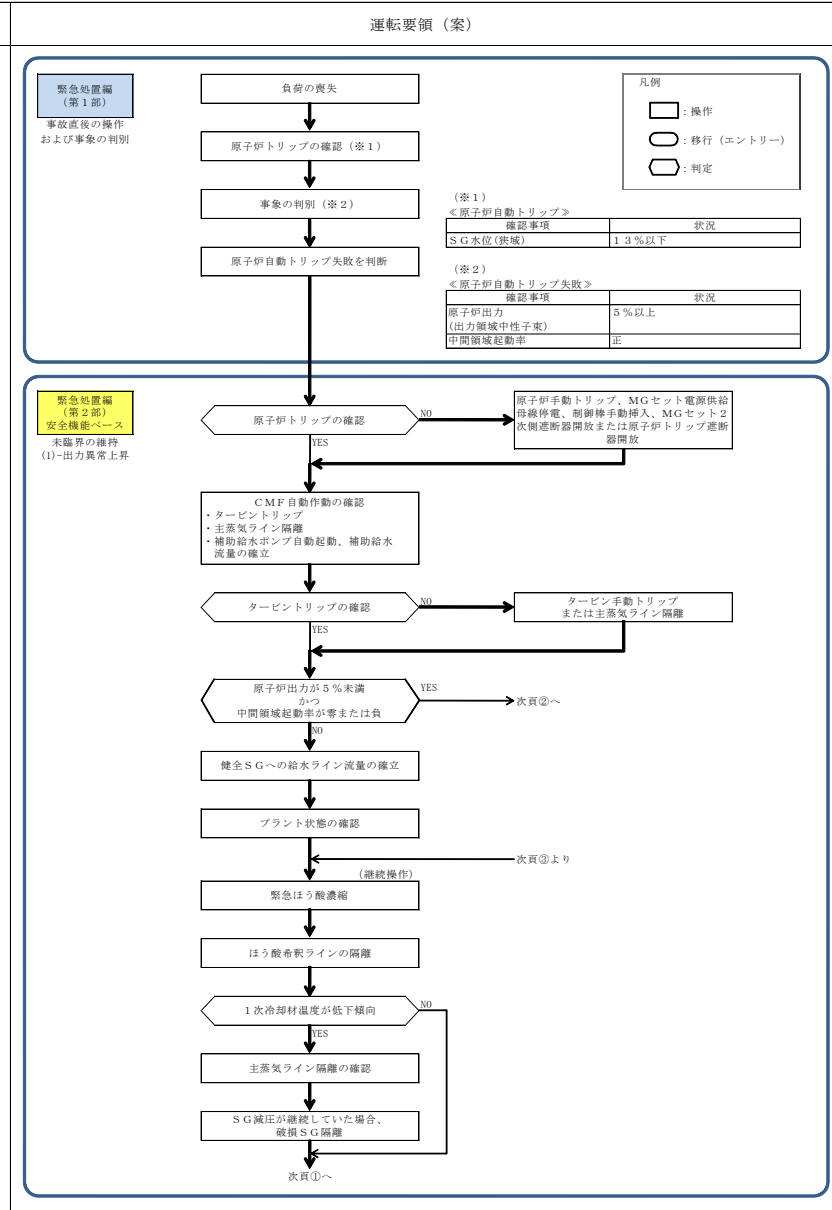 運転要領（案）
緊急処置編
（第１部）
事故直後の操作
および事象の判別
負荷の喪失
原子炉トリップの確認（※１）
事象の判別（※２）
原子炉自動トリップ失敗を判断
凡例
：操作
：移行（エントリー）
：判定
（※１）
≪原子炉自動トリップ≫
確認事項 状況
ＳＧ水位(狭域) １３％以下
（※２）
≪原子炉自動トリップ失敗≫
確認事項 状況
原子炉出力 ５％以上
(出力領域中性子束)
中間領域起動率 正
緊急処置編
（第２部）
安全機能ベース
未臨界の維持
(1)-出力異常上昇
原子炉トリップの確認
NO
YES
原子炉手動トリップ、ＭＧセット電源供給
母線停電、制御棒手動挿入、ＭＧセット２
次側遮断器開放または原子炉トリップ遮断
器開放
ＣＭＦ自動作動の確認
・タービントリップ
・主蒸気ライン隔離
・補助給水ポンプ自動起動、補助給水
流量の確立
タービントリップの確認
NO
YES
タービン手動トリップ
または主蒸気ライン隔離
原子炉出力が５％未満
かつ
中間領域起動率が零または負
YES
次頁②へ
NO
健全ＳＧへの給水ライン流量の確立
プラント状態の確認
次頁③より
(継続操作)
緊急ほう酸濃縮
ほう酸希釈ラインの隔離
１次冷却材温度が低下傾向
NO
YES
主蒸気ライン隔離の確認
ＳＧ減圧が継続していた場合、
破損ＳＧ隔離
次頁①へ